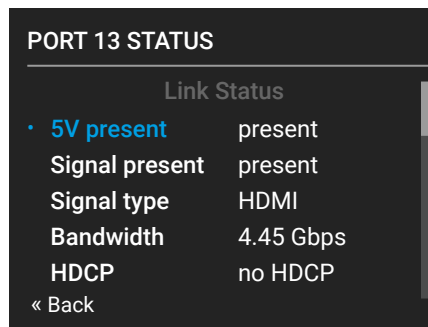 PORT 13 STATUS
Link Status
• 5V present present
Signal present present
Signal type HDMI
Bandwidth 4.45 Gbps
HDCP no HDCP
« Back